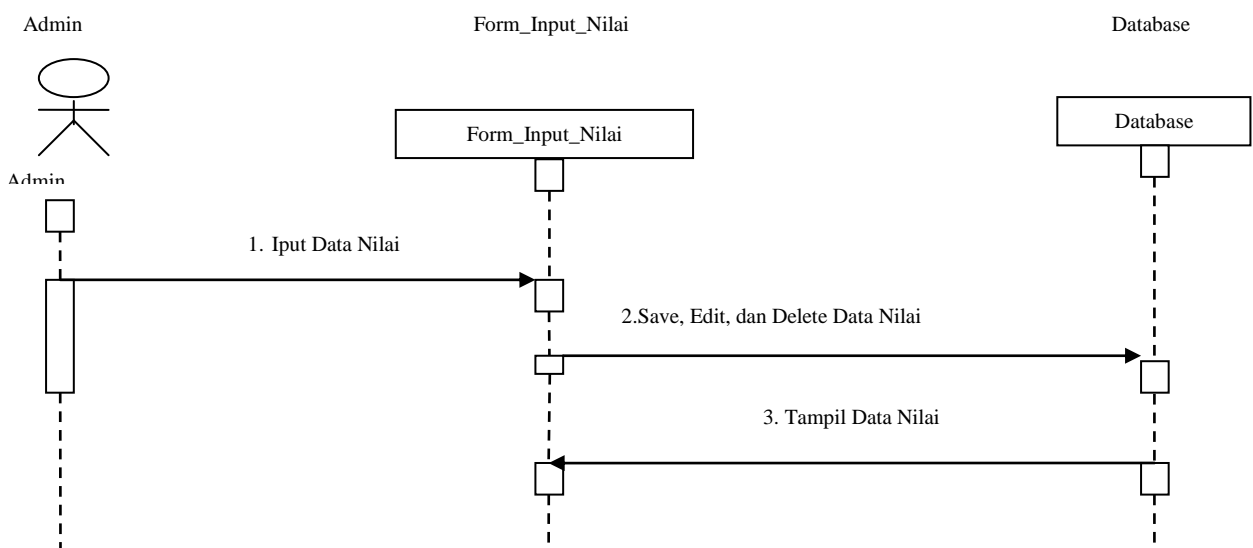 Admin
Form_Input_Nilai
Database
Form_Input_Nilai
Database
Admin
1. Iput Data Nilai
2.Save, Edit, dan Delete Data Nilai
3. Tampil Data Nilai